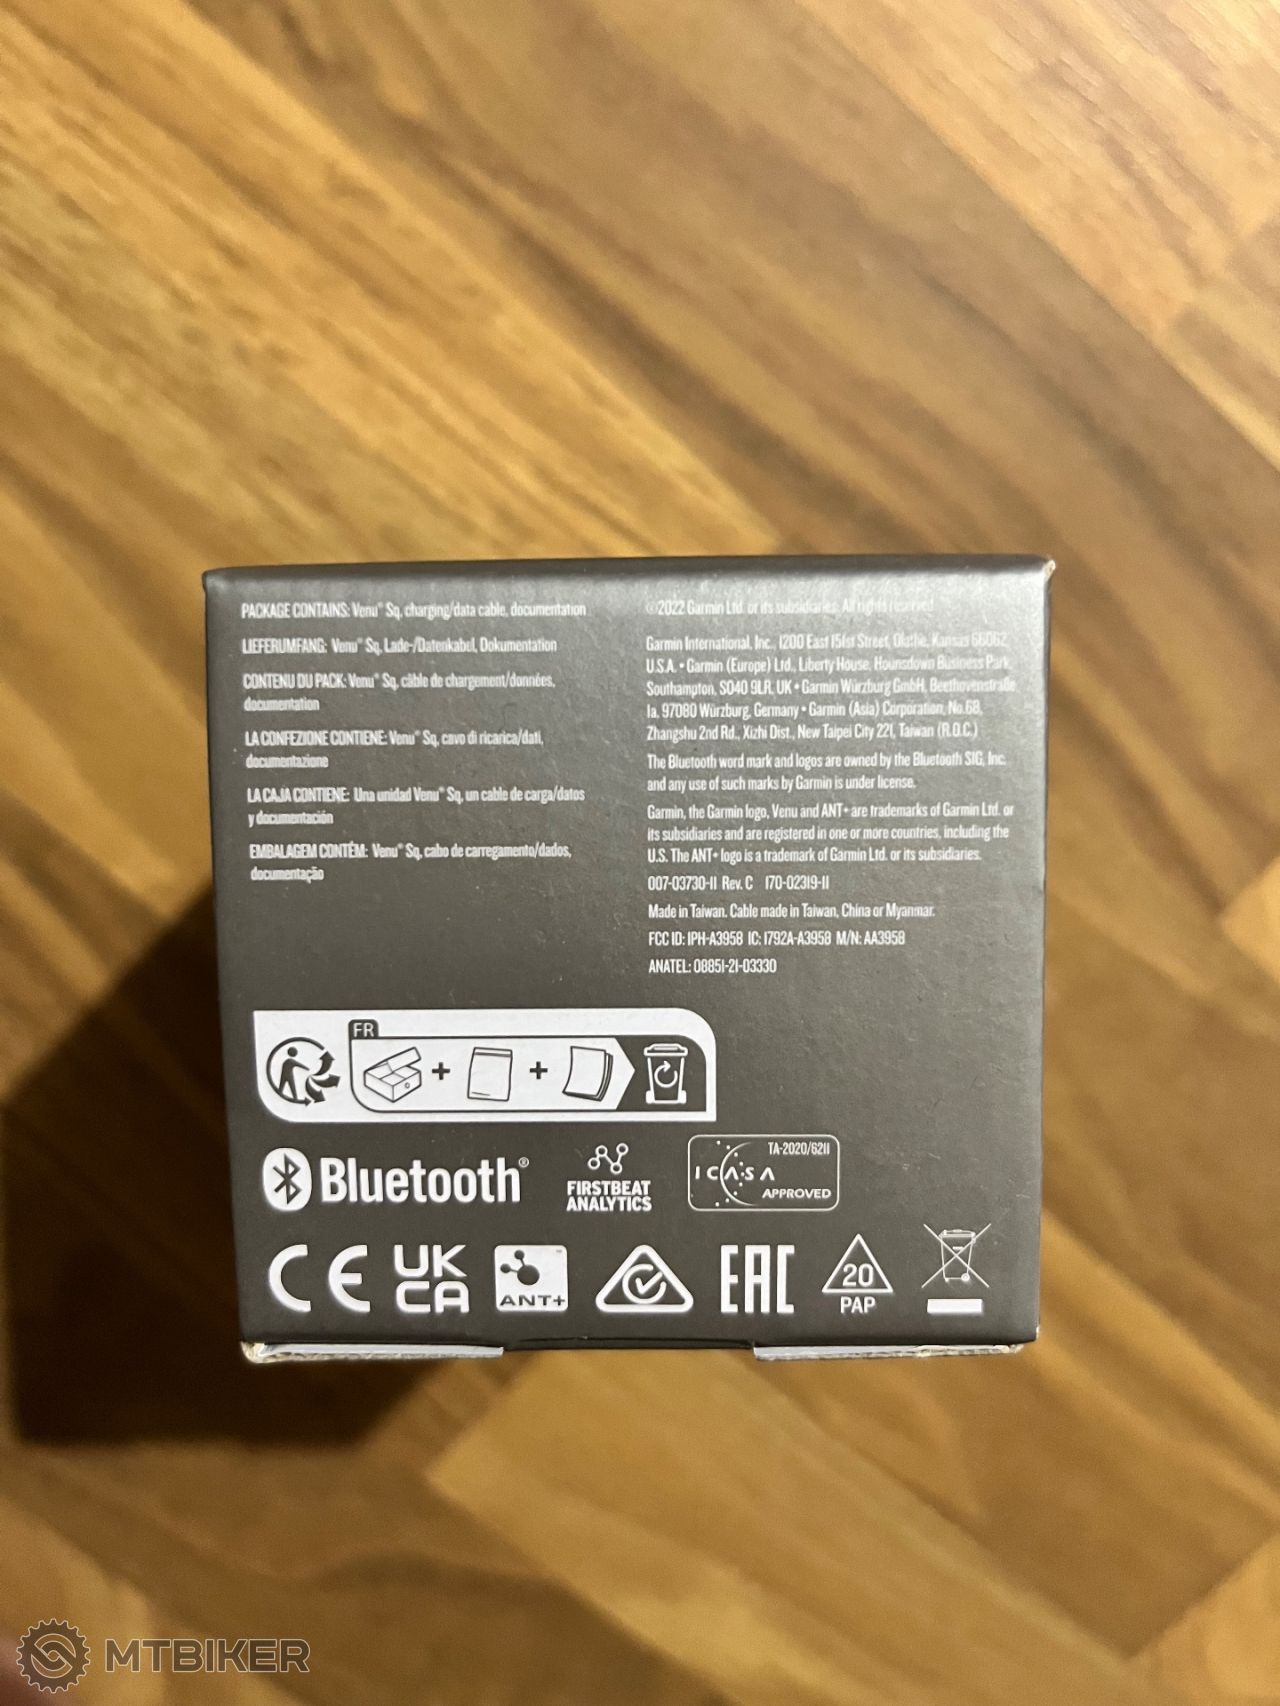 PACKAGE CONTAINS: Venu® Sq, charging/data cable, documentation
LIEFERUMFANG: Venu® Sq, Lade-/Datenkabel, Dokumentation
CONTENU DU PACK: Venu® Sq, câble de chargement/données,
documentation
LA CONFEZIONE CONTIENE: Venu® Sq, cavo di ricarica/dati,
documentazione
LA CAJA CONTIENE: Una unidad Venu® Sq, un cable de carga/datos
y documentación
EMBALAGEM CONTÉM: Venu® Sq, cabo de carregamento/dados,
documentação
©2022 Garmin Ltd. or its subsidiaries. All rights reserved.
Garmin International, Inc., 1200 East 151st Street, Olathe, Kansas 66062,
U.S.A. • Garmin (Europe) Ltd., Liberty House, Hounsdown Business Park,
Southampton, SO40 9LR, UK • Garmin Würzburg GmbH, Beethovenstraße
1a, 97080 Würzburg, Germany • Garmin (Asia) Corporation, No.68,
Zhangshu 2nd Rd., Xizhi Dist., New Taipei City 221, Taiwan (R.O.C.)
The Bluetooth word mark and logos are owned by the Bluetooth SIG, Inc.
and any use of such marks by Garmin is under license.
Garmin, the Garmin logo, Venu and ANT+ are trademarks of Garmin Ltd. or
its subsidiaries and are registered in one or more countries, including the
U.S. The ANT+ logo is a trademark of Garmin Ltd. or its subsidiaries.
007-03730-11 Rev. C 170-02319-11
Made in Taiwan. Cable made in Taiwan, China or Myanmar.
FCC ID: IPH-A3958 IC: 1792A-A3958 M/N: AA3958
ANATEL: 08851-21-03330
FR
+ +
Bluetooth®
FIRSTBEAT
ANALYTICS
TA-2020/6211
ICASA
APPROVED
CE
UK
CA
ANT+
EAC
20
PAP
MTBIKER